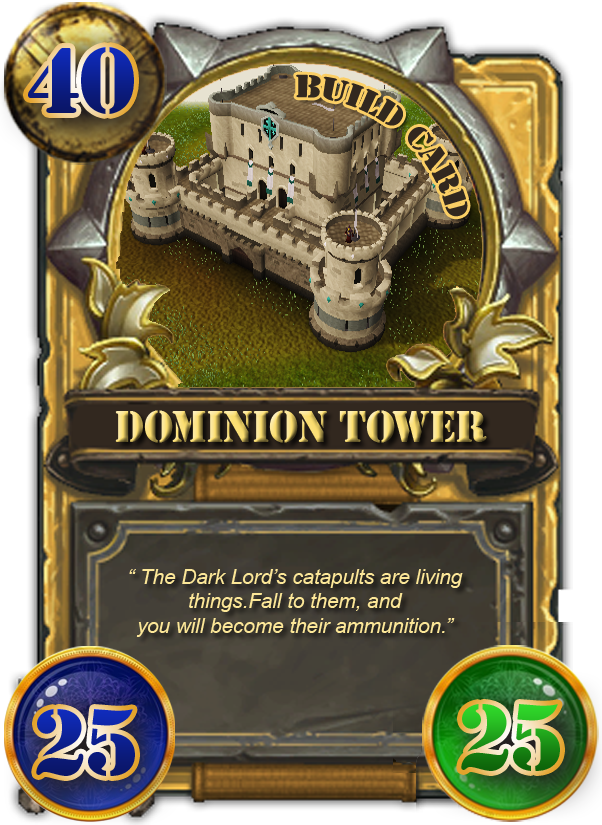 40
BUILD CARD
DOMINION TOWER
“ The Dark Lord’s catapults are living
things.Fall to them, and
you will become their ammunition.”
25
25